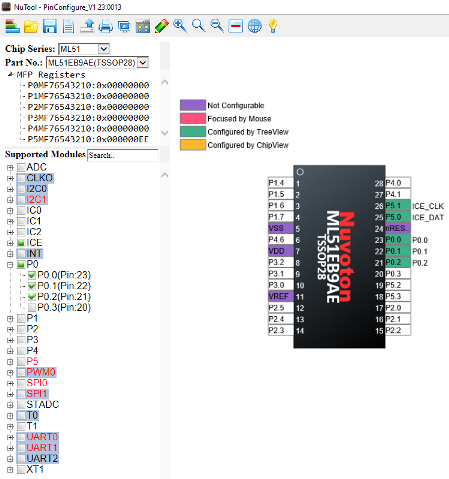 NuTool - PinConfigure_V1.23.0013
Chip Series: ML51
Part No.: ML51EB9AE(TSSOP28)
MFP Registers
P0MF76543210:0x00000000
P1MF76543210:0x00000000
P2MF76543210:0x00000000
P3MF76543210:0x00000000
P4MF76543210:0x00000000
P5MF76543210:0x000000EE
Supported Modules Search..
ADC
CLKO
I2C0
I2C1
IC0
IC1
IC2
ICE
INT
P0
P0.0(Pin:23)
P0.1(Pin:22)
P0.2(Pin:21)
P0.3(Pin:20)
P1
P2
P3
P4
P5
PWM0
SPI0
SPI1
STADC
T0
T1
UART0
UART1
UART2
XT1
Not Configurable
Focused by Mouse
Configured by TreeView
Configured by ChipView
P1.4 1 28 P4.0
P1.5 2 27 P4.1
P1.6 3 26 P5.1 ICE_CLK
P1.7 4 25 P5.0 ICE_DAT
VSS 5 24 nRES..
P4.6 6 23 P0.0 P0.0
VDD 7 22 P0.1 P0.1
P3.2 8 21 P0.2 P0.2
P3.1 9 20 P0.3
P3.0 10 19 P5.2
VREF 11 18 P5.3
P2.5 12 17 P2.0
P2.4 13 16 P2.1
P2.3 14 15 P2.2
nuvoTon
ML51EB9AE
TSSOP28